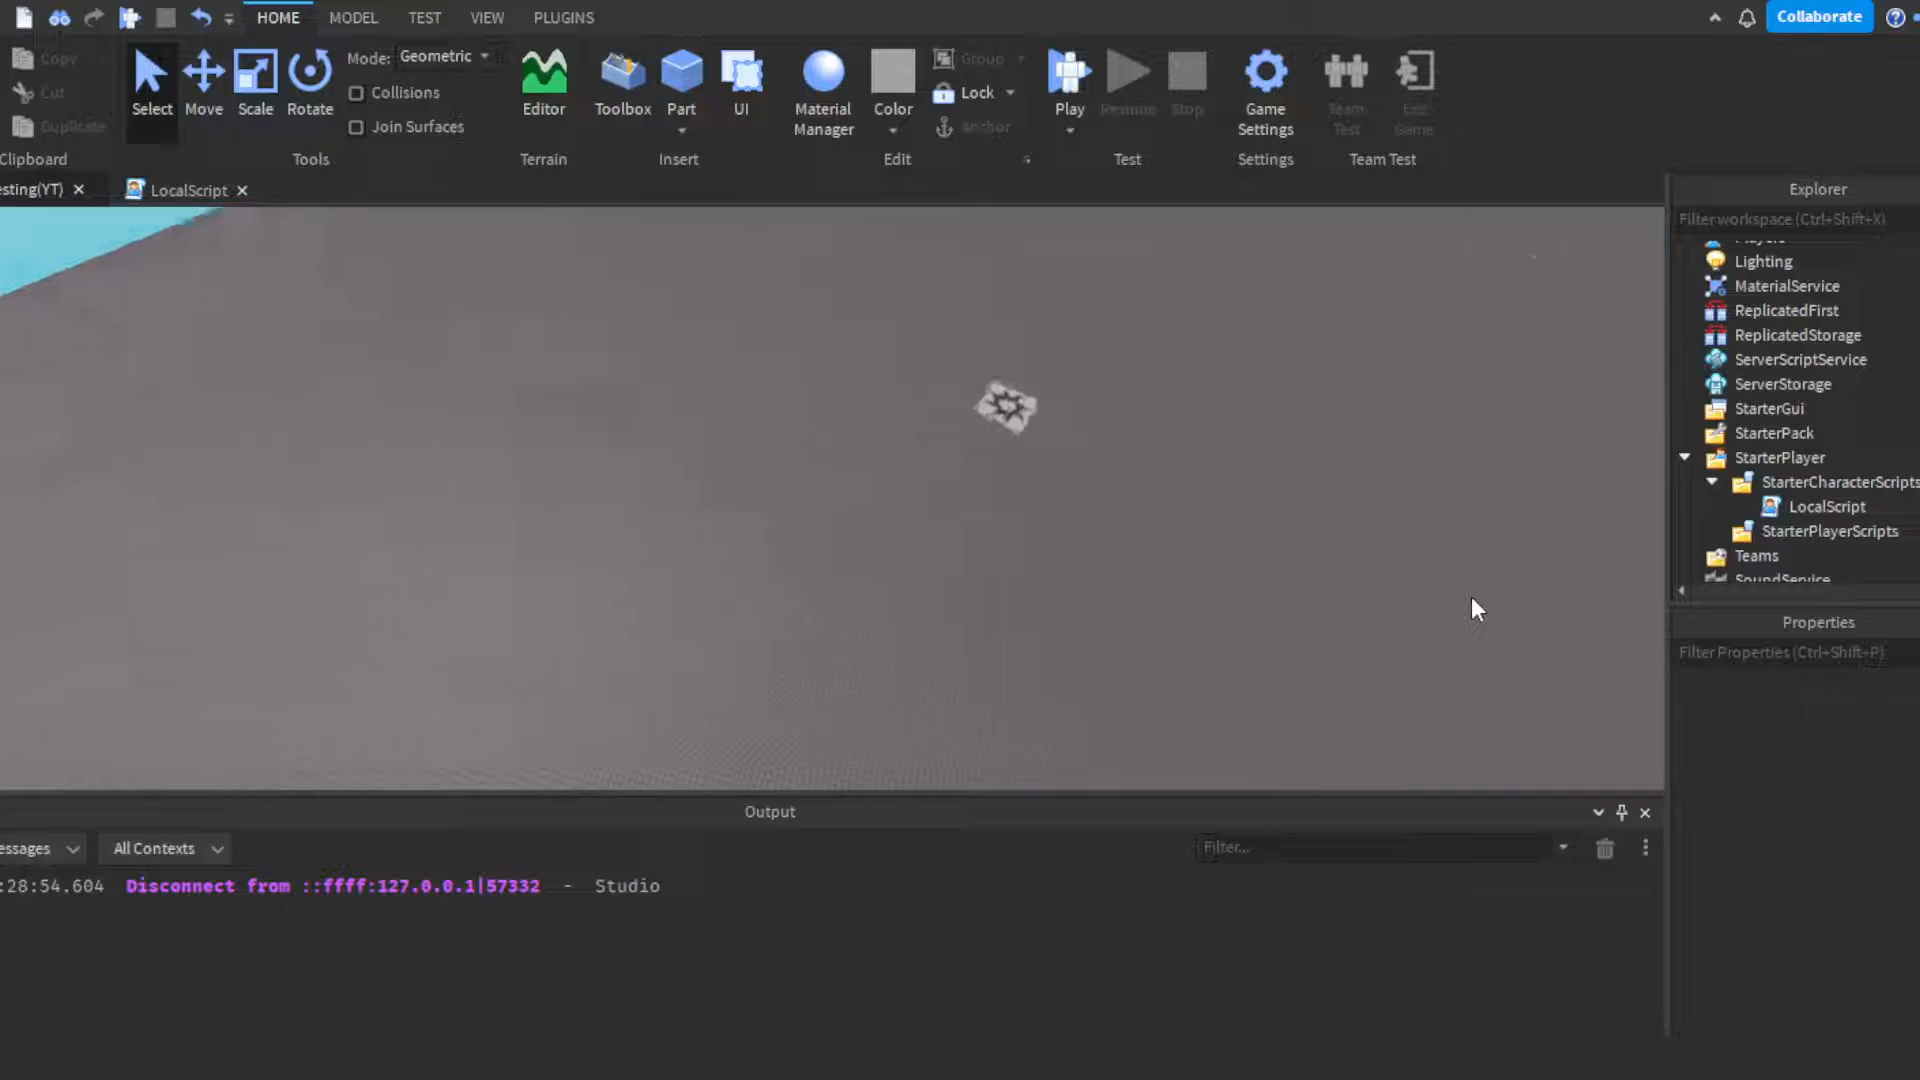 HOME MODEL TEST VIEW PLUGINS Collaborate
Copy
Cut
Duplicate
Clipboard
Select Move Scale Rotate
Mode: Geometric
Collisions
Join Surfaces
Tools
Editor
Terrain
Toolbox Part UI
Insert
Material Manager
Color
Group
Lock
Anchor
Edit
Play Resume Stop
Test
Game Settings
Settings
Team Test
Exit Game
Team Test
esting(YT) LocalScript
Explorer
Filter workspace (Ctrl+Shift+X)
Players
Lighting
MaterialService
ReplicatedFirst
ReplicatedStorage
ServerScriptService
ServerStorage
StarterGui
StarterPack
StarterPlayer
StarterCharacterScripts
LocalScript
StarterPlayerScripts
Teams
SoundService
Properties
Filter Properties (Ctrl+Shift+P)
Output
essages All Contexts Filter...
:28:54.604 Disconnect from ::ffff:127.0.0.1|57332 - Studio